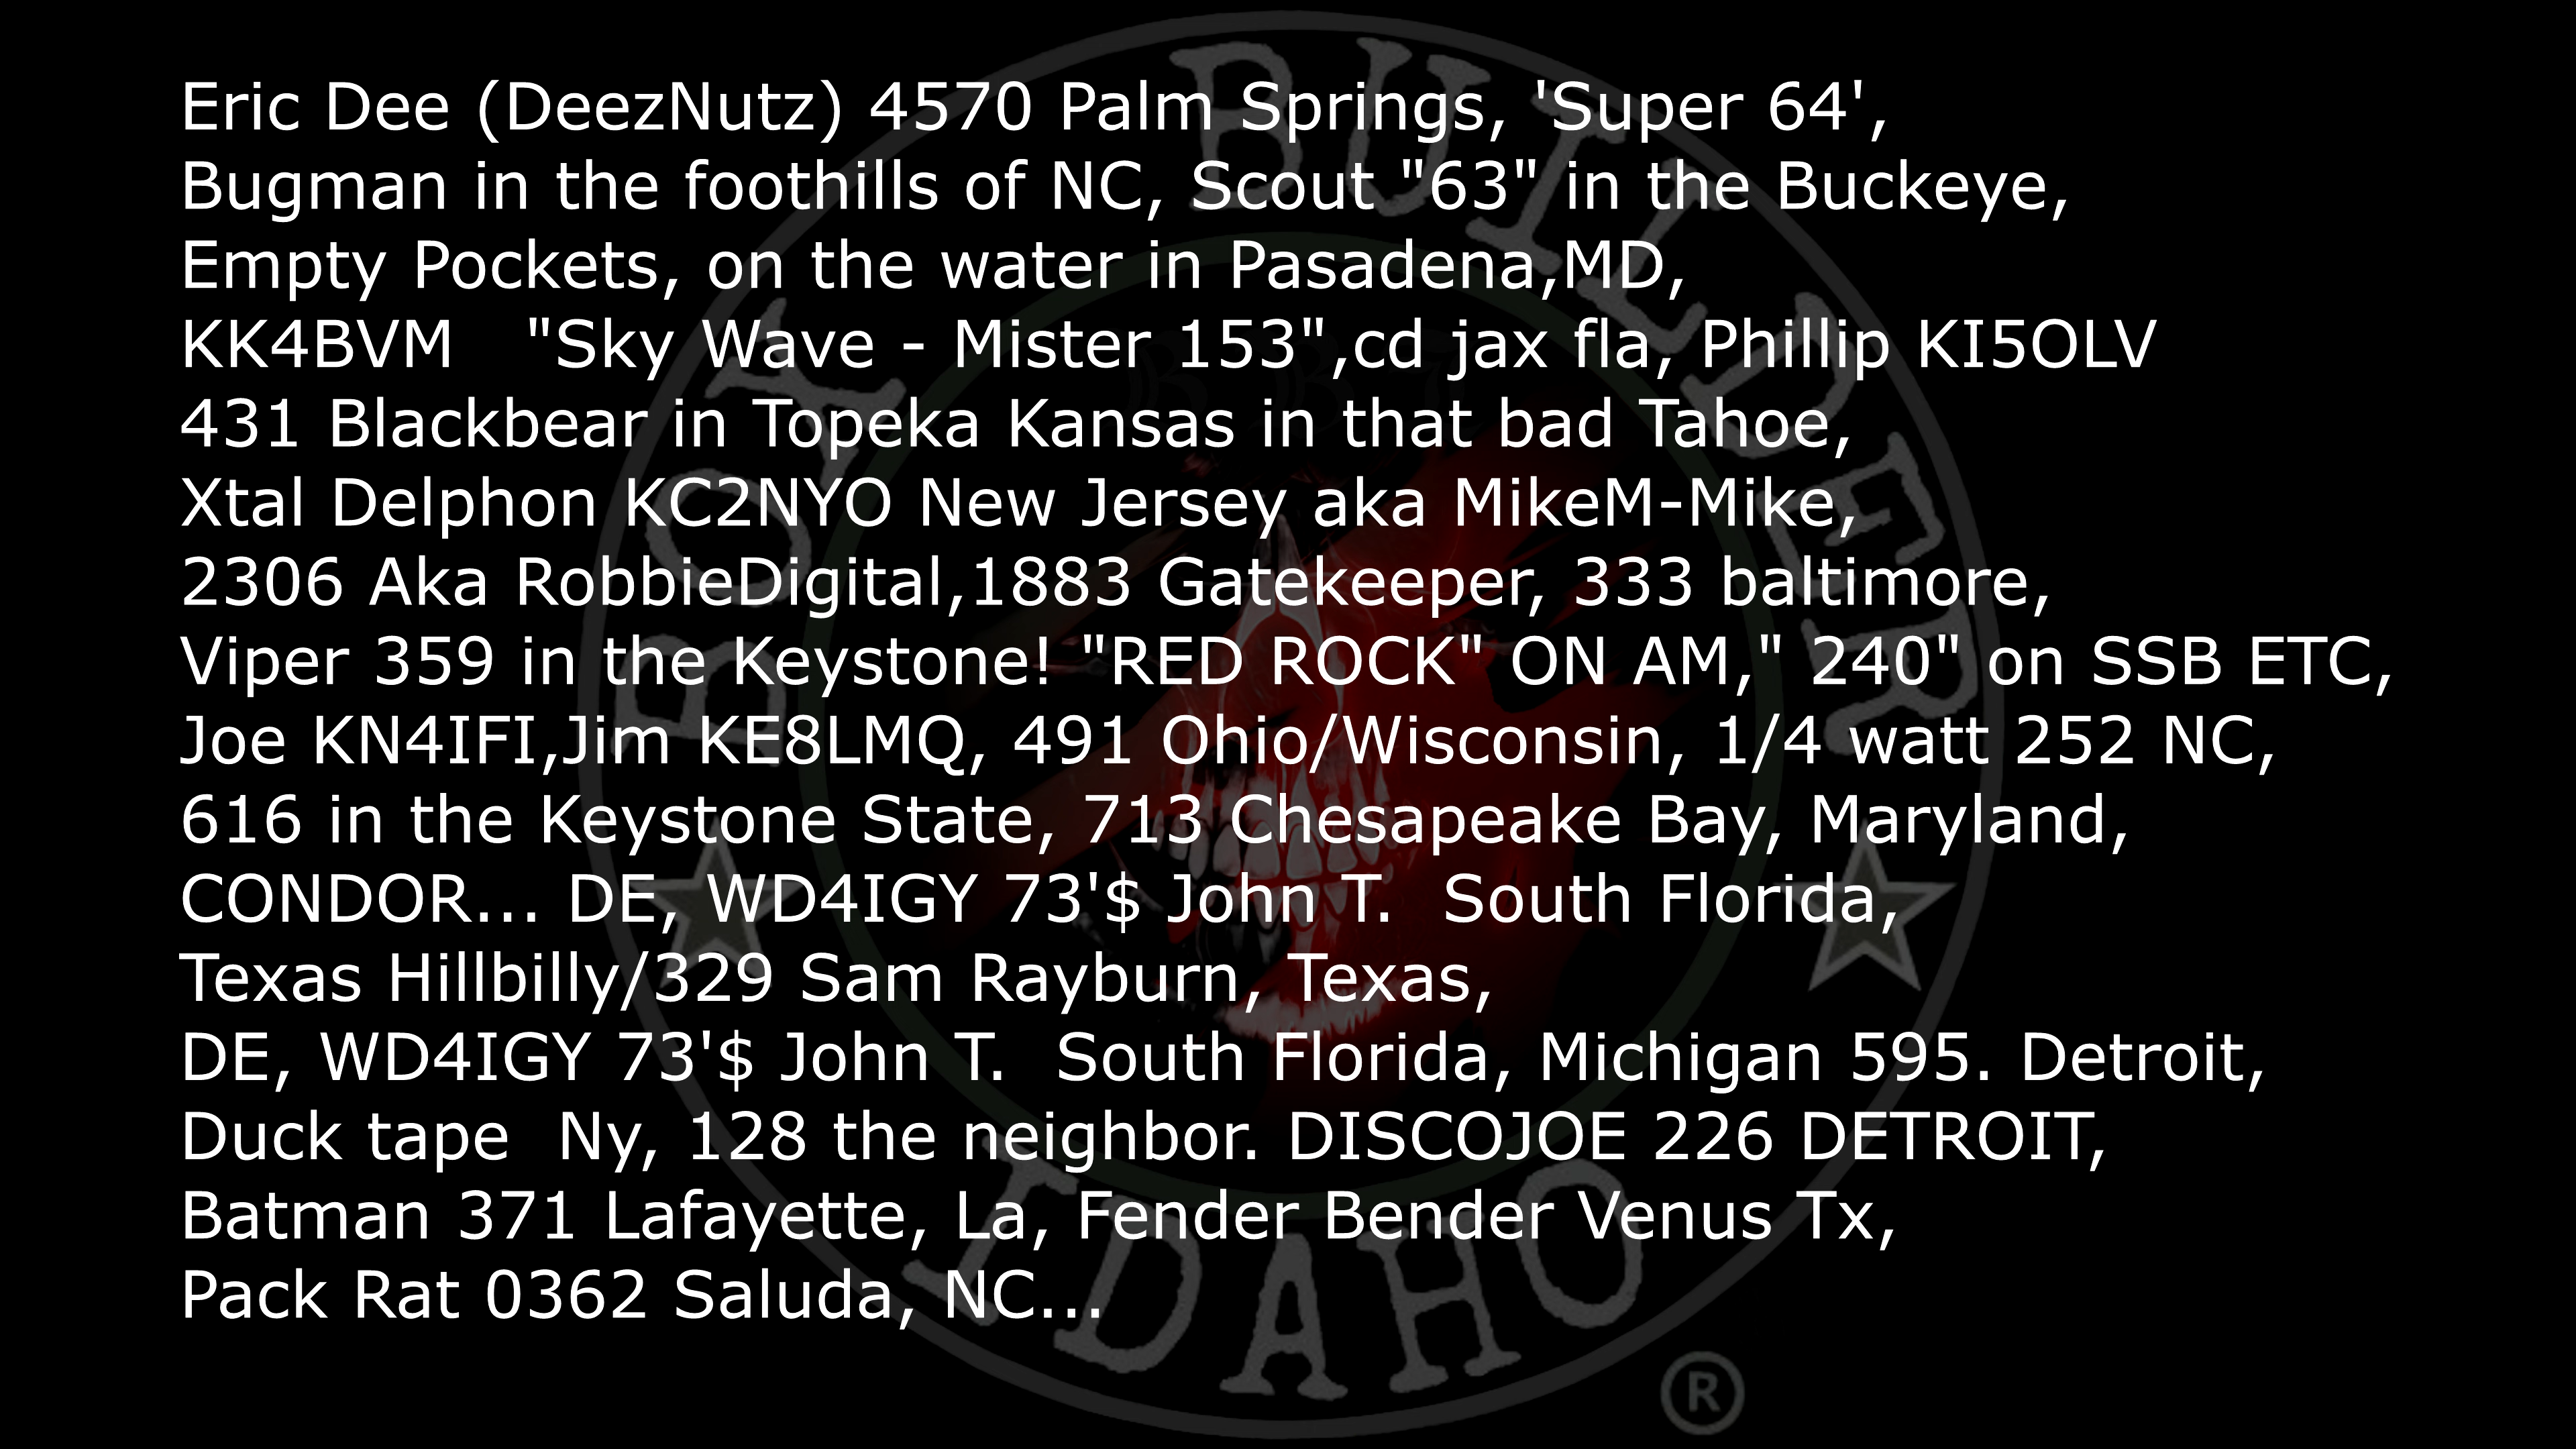 Eric Dee (DeezNutz) 4570 Palm Springs, 'Super 64',
Bugman in the foothills of NC, Scout "63" in the Buckeye,
Empty Pockets, on the water in Pasadena,MD,
KK4BVM   "Sky Wave - Mister 153",cd jax fla, Phillip KI5OLV
431 Blackbear in Topeka Kansas in that bad Tahoe,
Xtal Delphon KC2NYO New Jersey aka MikeM-Mike,
2306 Aka RobbieDigital,1883 Gatekeeper, 333 baltimore,
Viper 359 in the Keystone! "RED ROCK" ON AM," 240" on SSB ETC,
Joe KN4IFI,Jim KE8LMQ, 491 Ohio/Wisconsin, 1/4 watt 252 NC,
616 in the Keystone State, 713 Chesapeake Bay, Maryland,
CONDOR... DE, WD4IGY 73'$ John T.  South Florida,
Texas Hillbilly/329 Sam Rayburn, Texas,
DE, WD4IGY 73'$ John T.  South Florida, Michigan 595. Detroit,
Duck tape  Ny, 128 the neighbor. DISCOJOE 226 DETROIT,
Batman 371 Lafayette, La, Fender Bender Venus Tx,
Pack Rat 0362 Saluda, NC...
BOX BUILDER
IDAHO
®